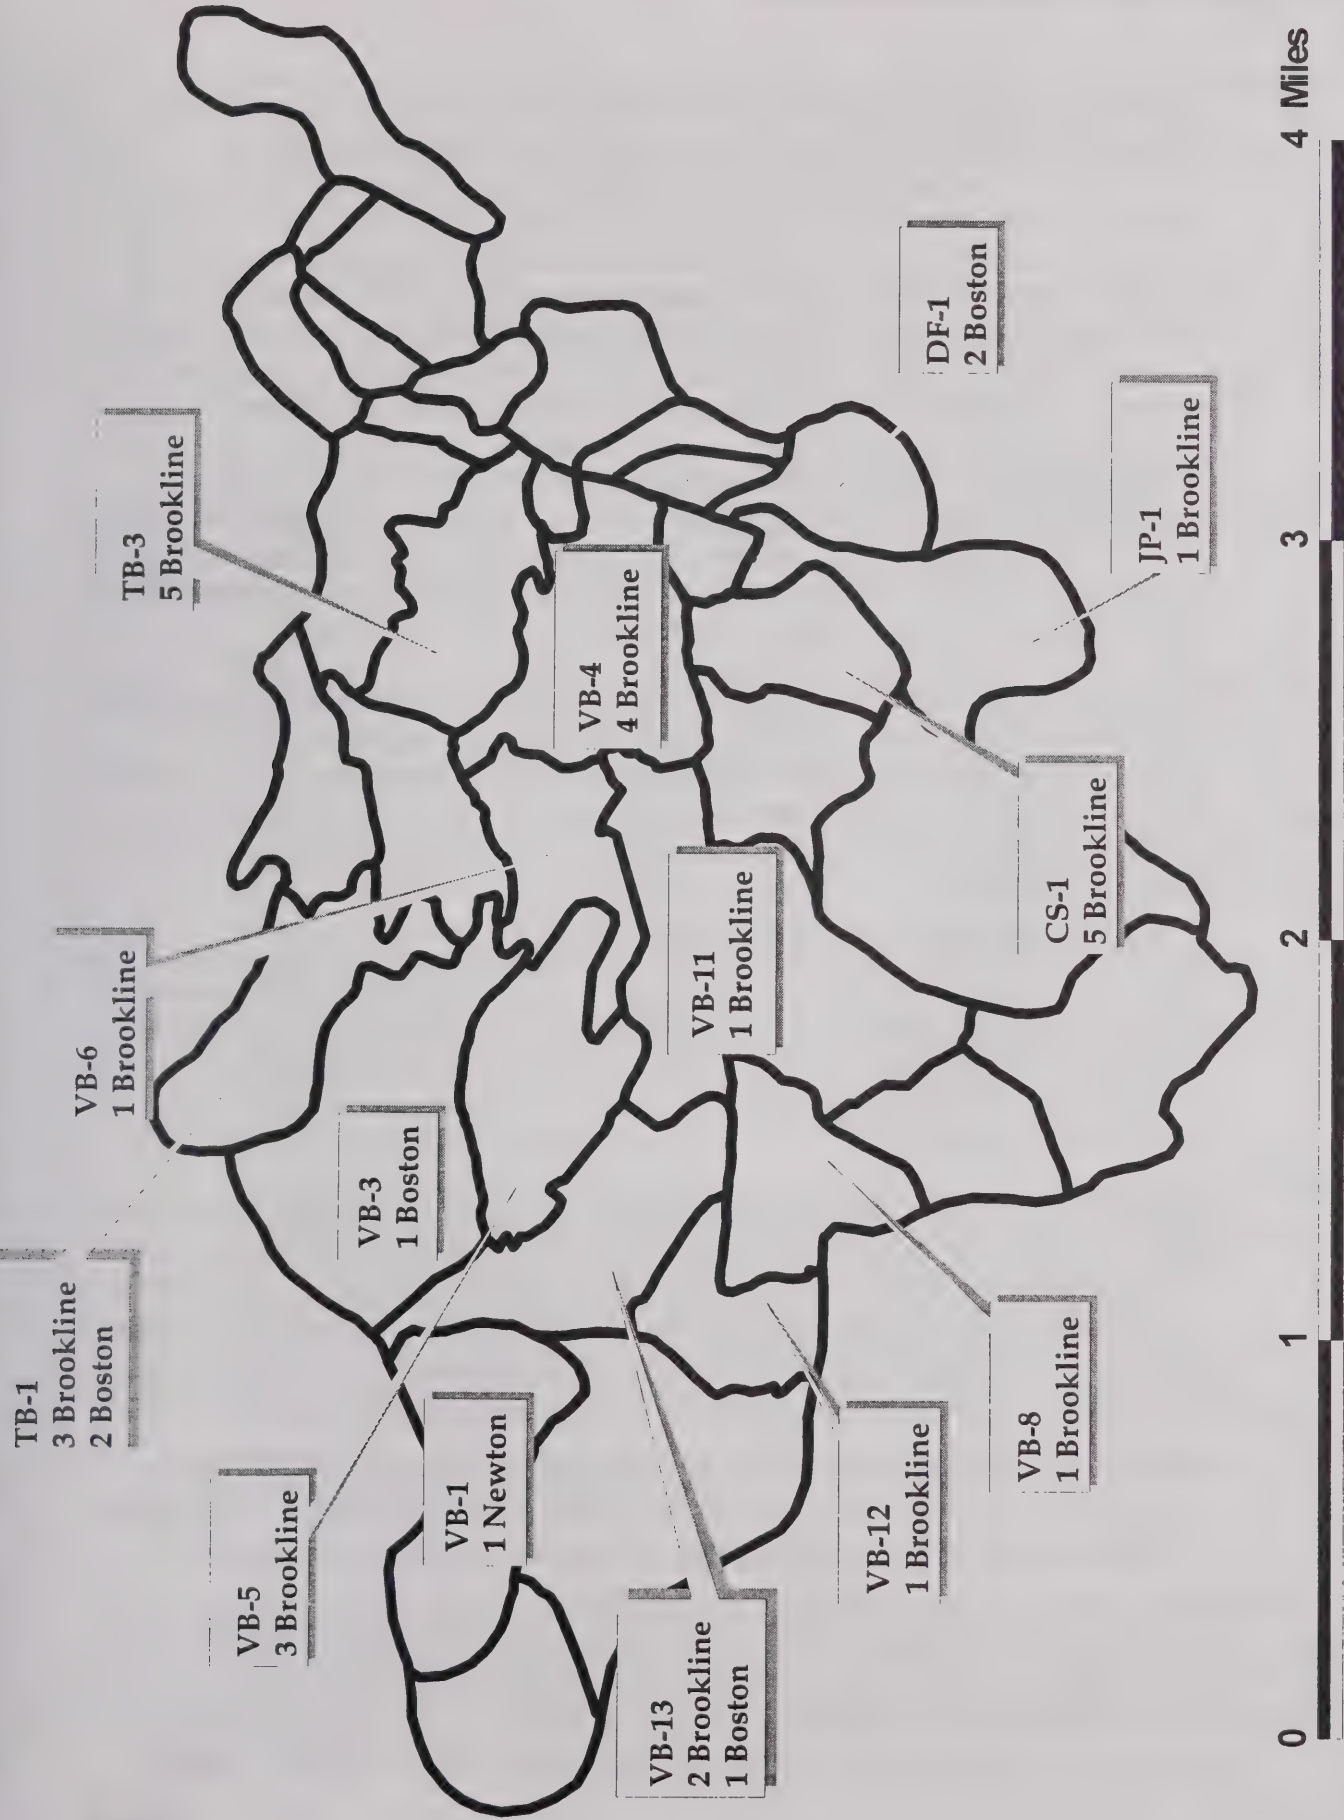 TB-1
3 Brookline
2 Boston
VB-6
1 Brookline
TB-3
5 Brookline
VB-5
3 Brookline
VB-3
1 Boston
VB-1
1 Newton
VB-4
4 Brookline
DF-1
2 Boston
VB-13
2 Brookline
1 Boston
VB-11
1 Brookline
VB-12
1 Brookline
VB-8
1 Brookline
CS-1
5 Brookline
JP-1
1 Brookline
0 1 2 3 4 Miles